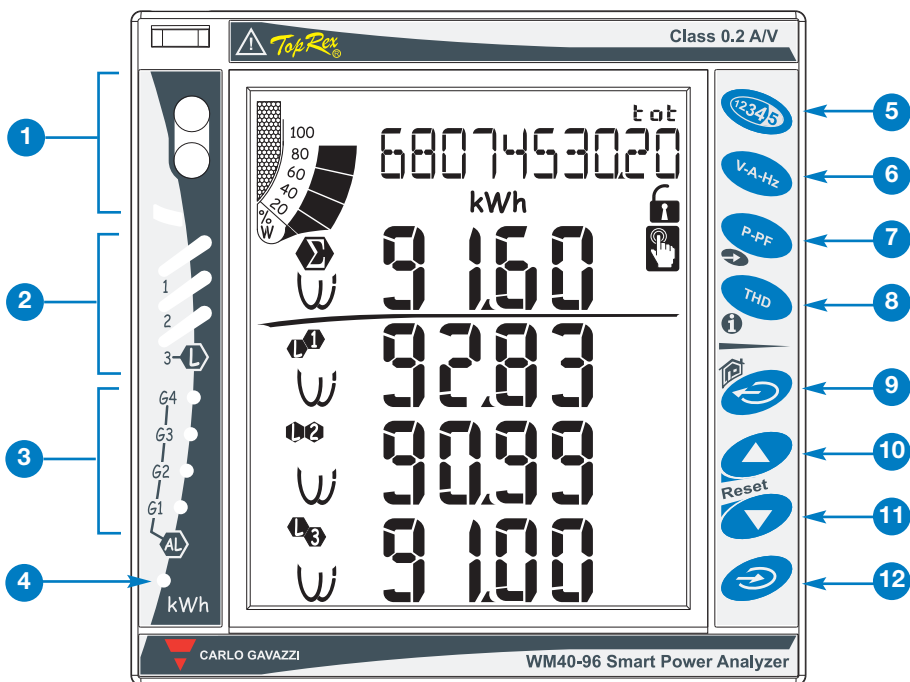 TopRex®
Class 0.2 A/V
tot
100
80
60
40
20
%
W
68074530.20
kWh
Σ
W
91.60
L1
W
92.83
L2
W
90.99
L3
W
91.00
1
2
3
L
G4
G3
G2
G1
AL
kWh
12345
V-A-Hz
P-PF
THD
i
Reset
1
2
3
4
5
6
7
8
9
10
11
12
CARLO GAVAZZI
WM40-96 Smart Power Analyzer